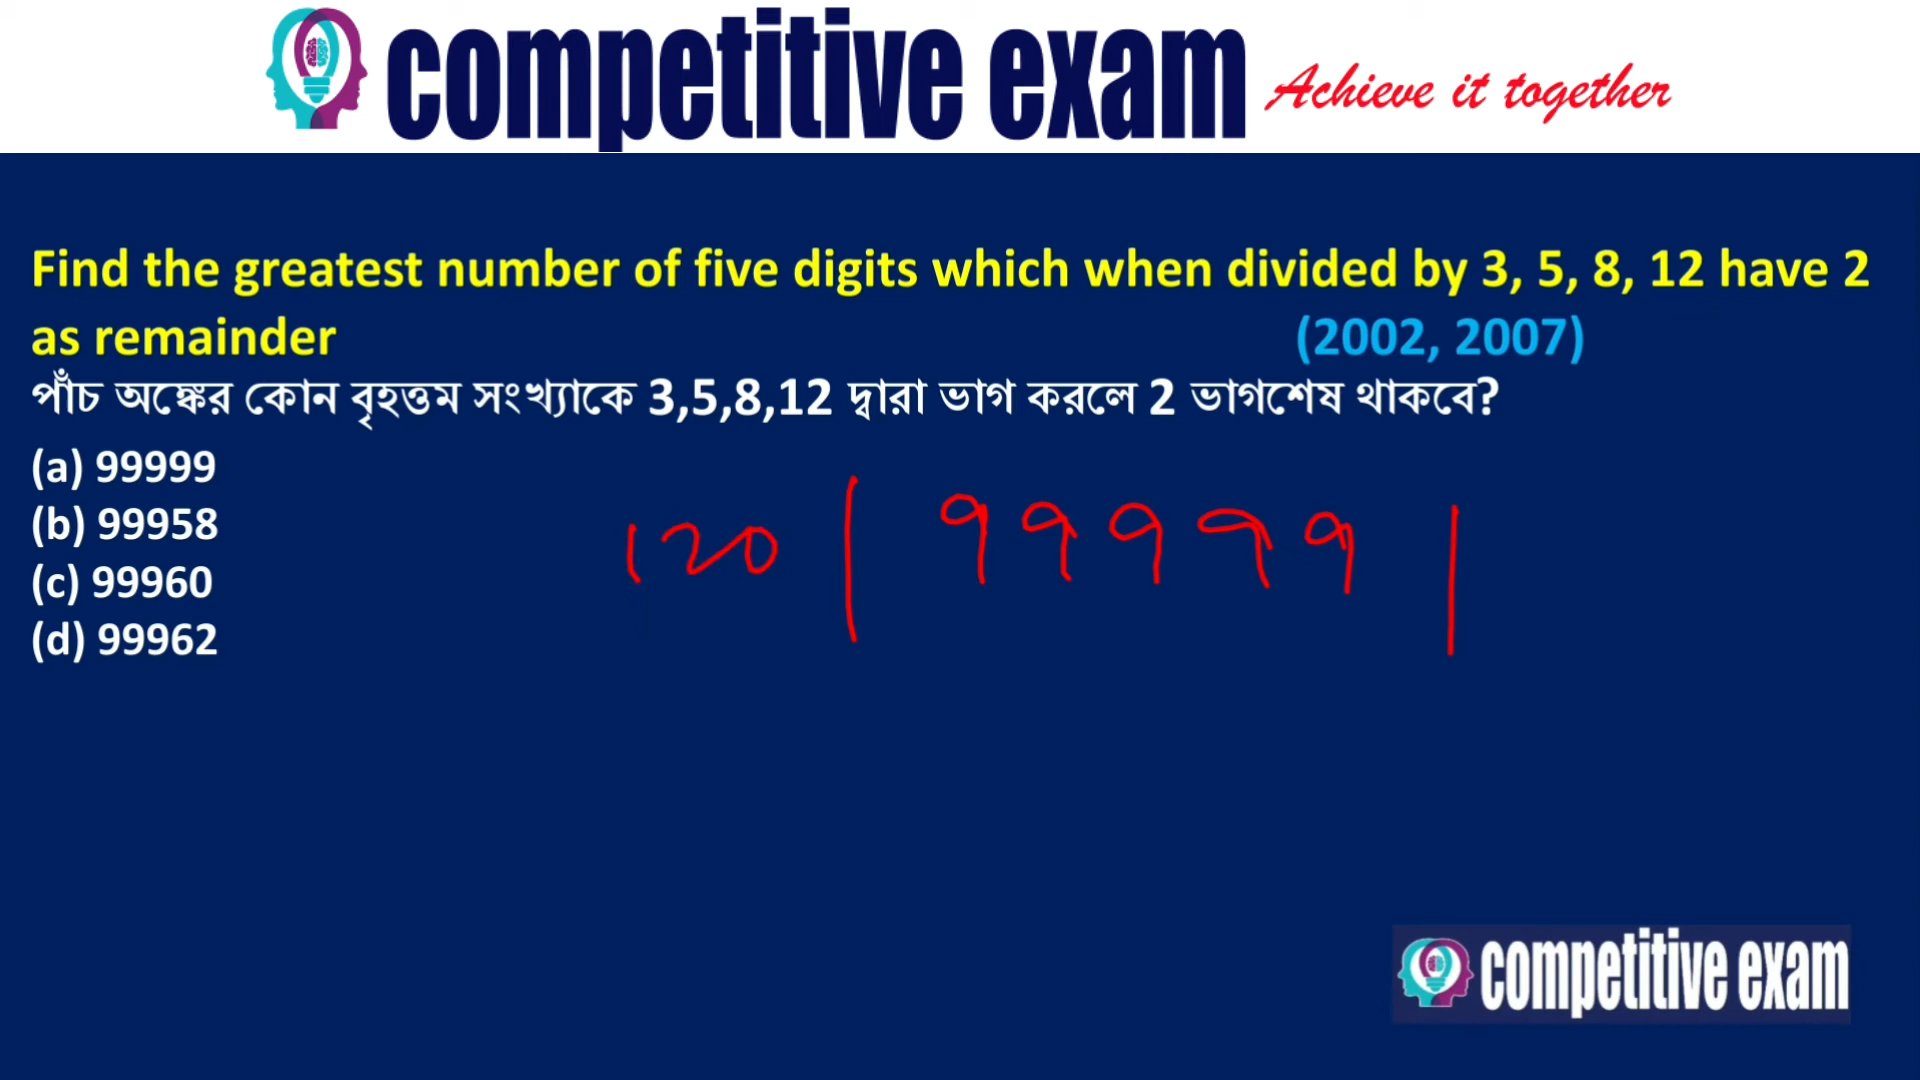 competitive exam Achieve it together
Find the greatest number of five digits which when divided by 3, 5, 8, 12 have 2
as remainder (2002, 2007)
পাঁচ অঙ্কের কোন বৃহত্তম সংখ্যাকে 3,5,8,12 দ্বারা ভাগ করলে 2 ভাগশেষ থাকবে?
(a) 99999
(b) 99958
(c) 99960
(d) 99962
120 | 99999 |
competitive exam